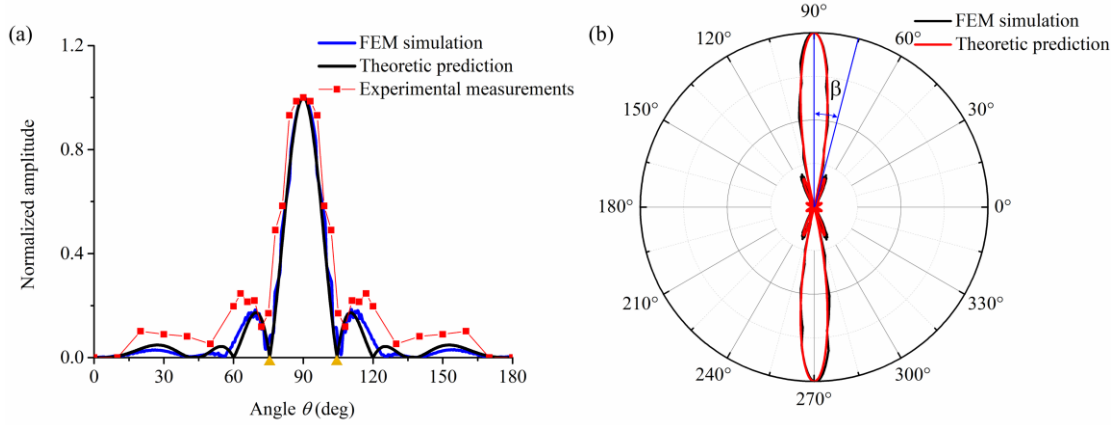 (a)
1.2
0.8
0.4
0.0
Normalized amplitude
FEM simulation
Theoretic prediction
Experimental measurements
0 30 60 90 120 150 180
Angle θ (deg)
(b)
FEM simulation
Theoretic prediction
90°
120° 60°
β
150° 30°
180° 0°
210° 330°
240° 300°
270°